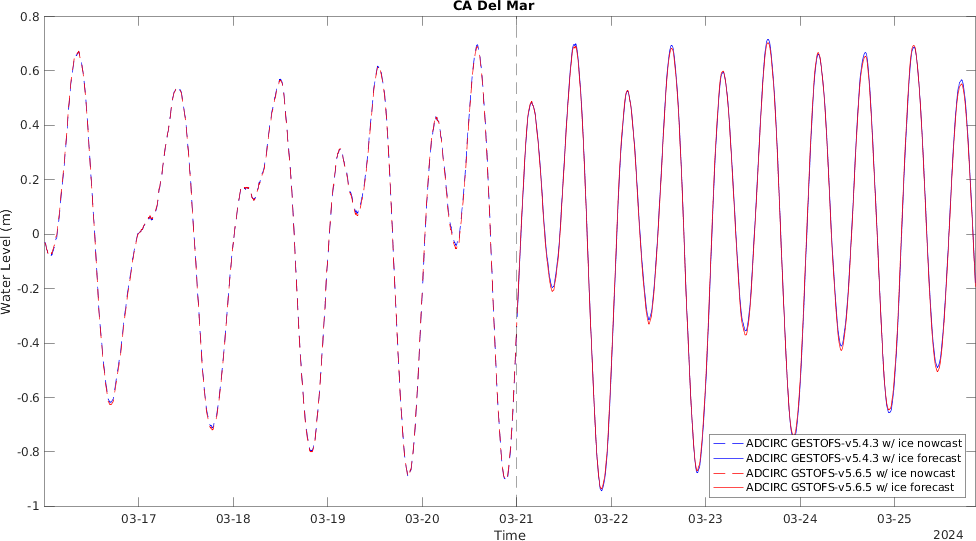 CA Del Mar
0.8
0.6
0.4
0.2
0
-0.2
-0.4
-0.6
-0.8
-1
Water Level (m)
ADCIRC GESTOFS-v5.4.3 w/ ice nowcast
ADCIRC GESTOFS-v5.4.3 w/ ice forecast
ADCIRC GSTOFS-v5.6.5 w/ ice nowcast
ADCIRC GSTOFS-v5.6.5 w/ ice forecast
03-17 03-18 03-19 03-20 03-21 03-22 03-23 03-24 03-25
Time
2024